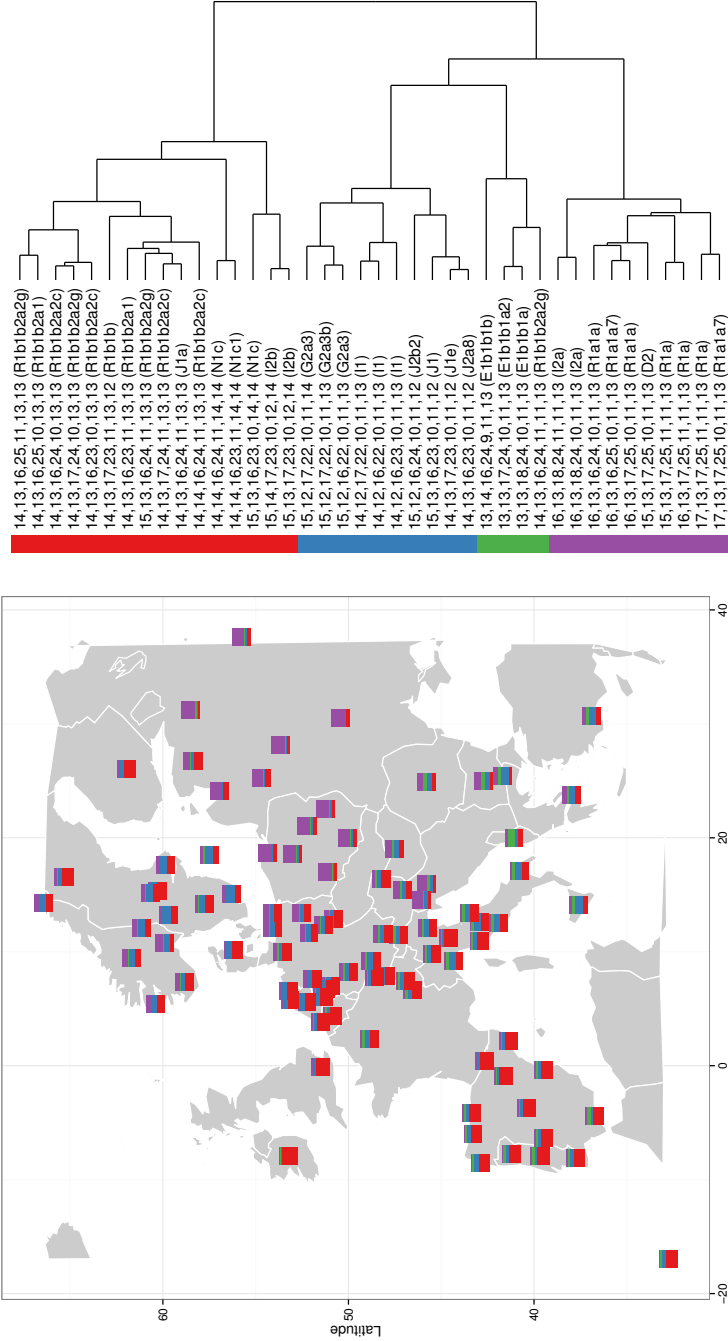 14,13,16,25,11,13,13 (R1b1b2a2g)
14,13,16,25,10,13,13 (R1b1b2a1)
14,13,16,24,10,13,13 (R1b1b2a2c)
14,13,17,24,10,13,13 (R1b1b2a2g)
14,13,16,23,10,13,13 (R1b1b2a2c)
14,13,17,23,11,13,12 (R1b1b)
14,13,16,23,11,13,13 (R1b1b2a1)
15,13,16,24,11,13,13 (R1b1b2a2g)
14,13,17,24,11,13,13 (R1b1b2a2c)
14,13,16,24,11,13,13 (J1a)
14,14,16,24,11,13,13 (R1b1b2a2c)
14,14,16,24,11,14,14 (N1c)
14,14,16,23,11,14,14 (N1c1)
15,13,16,23,10,14,14 (N1c)
15,14,17,23,10,12,14 (I2b)
15,13,17,23,10,12,14 (I2b)
15,12,17,22,10,11,14 (G2a3)
15,13,17,22,10,11,13 (G2a3b)
15,12,16,22,10,11,13 (G2a3)
14,12,17,22,10,11,13 (I1)
14,12,16,22,10,11,13 (I1)
14,12,16,23,10,11,13 (I1)
15,12,16,24,10,11,12 (J2b2)
15,13,16,23,10,11,12 (J1)
14,13,17,23,10,11,12 (J1e)
14,13,16,23,10,11,12 (J2a8)
13,14,16,24,9,11,13 (E1b1b1b)
13,13,17,24,10,11,13 (E1b1b1a2)
13,13,18,24,10,11,13 (E1b1b1a)
13,13,16,24,11,11,13 (R1b1b2a2g)
16,13,18,24,11,11,13 (I2a)
16,13,16,23,11,11,13 (I2a)
16,13,16,24,10,11,13 (R1a1a)
16,13,16,25,10,11,13 (R1a1a7)
16,13,17,25,10,11,13 (R1a1a)
15,13,17,25,10,11,13 (D2)
15,13,16,25,11,11,13 (R1a)
16,13,17,25,11,11,13 (R1a)
17,13,17,25,11,11,13 (R1a)
17,13,17,25,10,11,13 (R1a1a7)
60
50
40
Latitude
−20
0
20
40